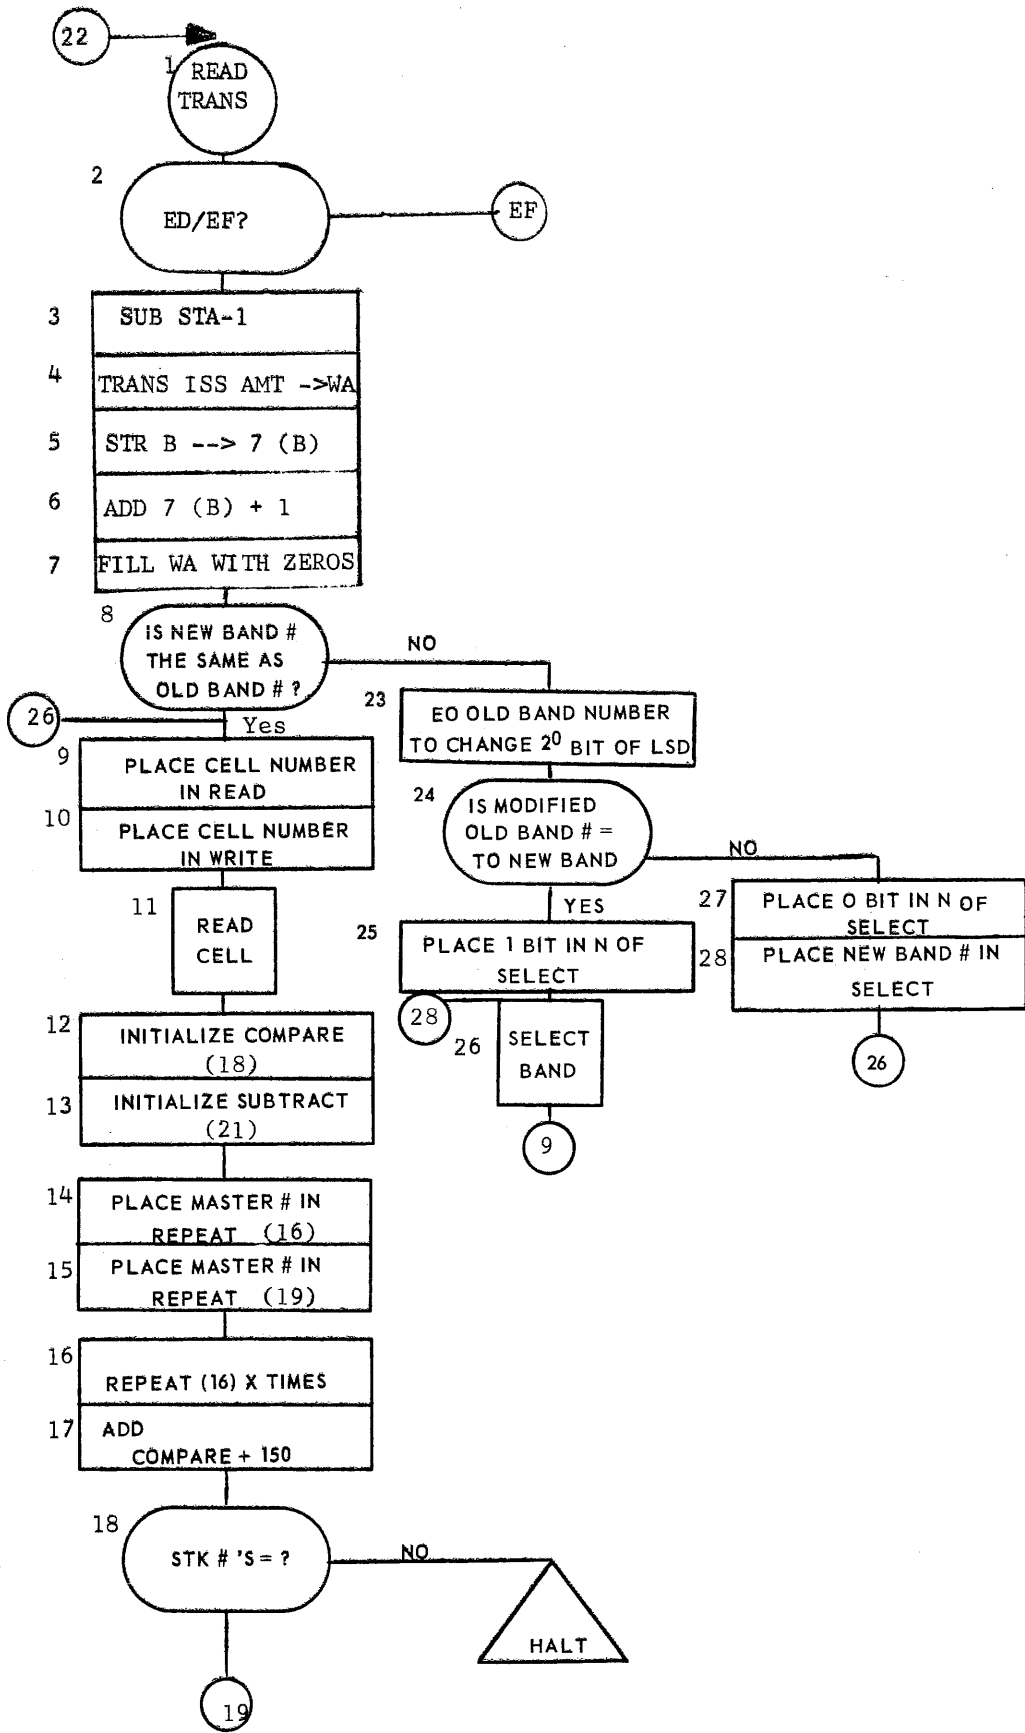 22
1
READ
TRANS
2
ED/EF?
EF
3
SUB STA-1
4
TRANS ISS AMT ->WA
5
STR B --> 7 (B)
6
ADD 7 (B) + 1
7
FILL WA WITH ZEROS
8
IS NEW BAND #
THE SAME AS
OLD BAND # ?
NO
26
Yes
9
PLACE CELL NUMBER
IN READ
10
PLACE CELL NUMBER
IN WRITE
11
READ
CELL
12
INITIALIZE COMPARE
(18)
13
INITIALIZE SUBTRACT
(21)
14
PLACE MASTER # IN
REPEAT (16)
15
PLACE MASTER # IN
REPEAT (19)
16
REPEAT (16) X TIMES
17
ADD
COMPARE + 150
18
STK # 'S = ?
NO
HALT
19
23
EO OLD BAND NUMBER
TO CHANGE 2⁰ BIT OF LSD
24
IS MODIFIED
OLD BAND # =
TO NEW BAND
NO
YES
25
PLACE 1 BIT IN N OF
SELECT
28
26
SELECT
BAND
9
27
PLACE O BIT IN N OF
SELECT
28
PLACE NEW BAND # IN
SELECT
26